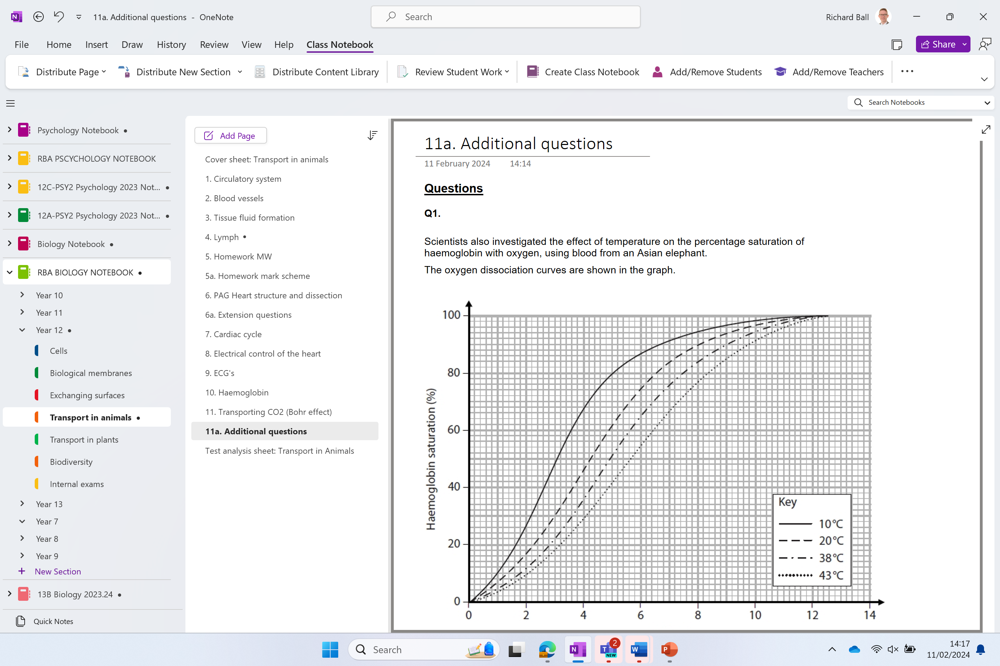 11a. Additional questions - OneNote
Search
Richard Ball
File Home Insert Draw History Review View Help Class Notebook
Share
Distribute Page
Distribute New Section
Distribute Content Library
Review Student Work
Create Class Notebook
Add/Remove Students
Add/Remove Teachers
Search Notebooks
Psychology Notebook
RBA PSCYCHOLOGY NOTEBOOK
12C-PSY2 Psychology 2023 Not...
12A-PSY2 Psychology 2023 Not...
Biology Notebook
RBA BIOLOGY NOTEBOOK
Year 10
Year 11
Year 12
Cells
Biological membranes
Exchanging surfaces
Transport in animals
Transport in plants
Biodiversity
Internal exams
Year 13
Year 7
Year 8
Year 9
New Section
13B Biology 2023.24
Quick Notes
Add Page
Cover sheet: Transport in animals
1. Circulatory system
2. Blood vessels
3. Tissue fluid formation
4. Lymph
5. Homework MW
5a. Homework mark scheme
6. PAG Heart structure and dissection
6a. Extension questions
7. Cardiac cycle
8. Electrical control of the heart
9. ECG's
10. Haemoglobin
11. Transporting CO2 (Bohr effect)
11a. Additional questions
Test analysis sheet: Transport in Animals
11a. Additional questions
11 February 2024 14:14
Questions
Q1.
Scientists also investigated the effect of temperature on the percentage saturation of
haemoglobin with oxygen, using blood from an Asian elephant.
The oxygen dissociation curves are shown in the graph.
Haemoglobin saturation (%)
100
80
60
40
20
0
0 2 4 6 8 10 12 14
Key
10°C
20°C
38°C
43°C
Search
2
NEW
14:17
11/02/2024